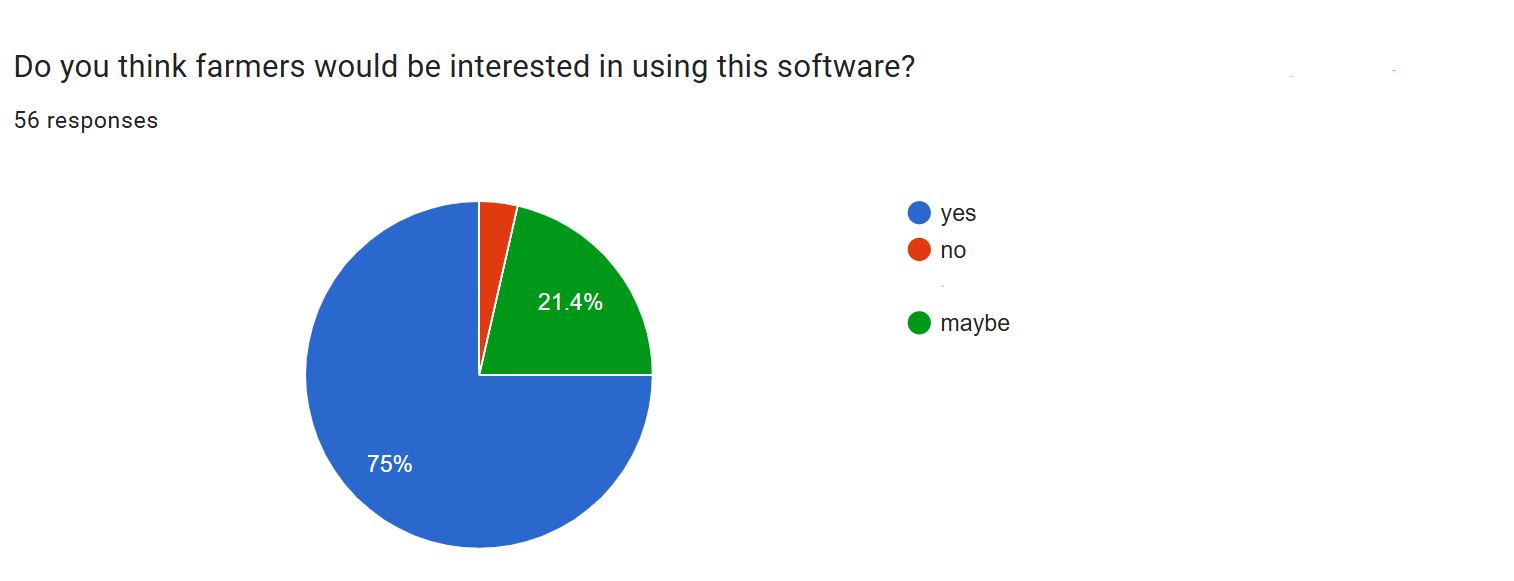 Do you think farmers would be interested in using this software?
56 responses
yes
no
maybe
21.4%
75%